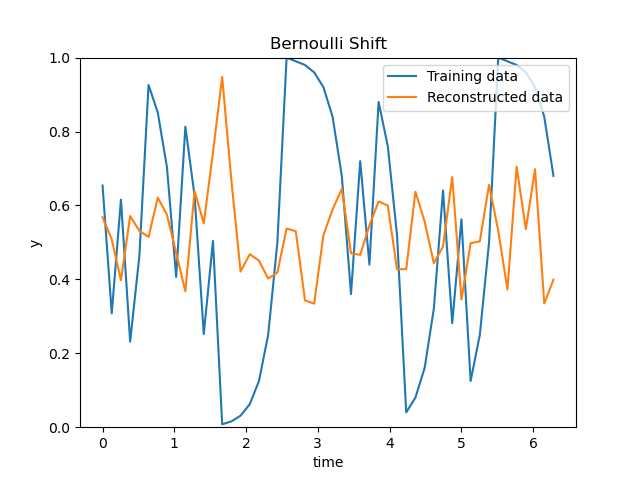 Bernoulli Shift
Training data
Reconstructed data
1.0
0.8
0.6
0.4
0.2
0.0
y
0 1 2 3 4 5 6
time